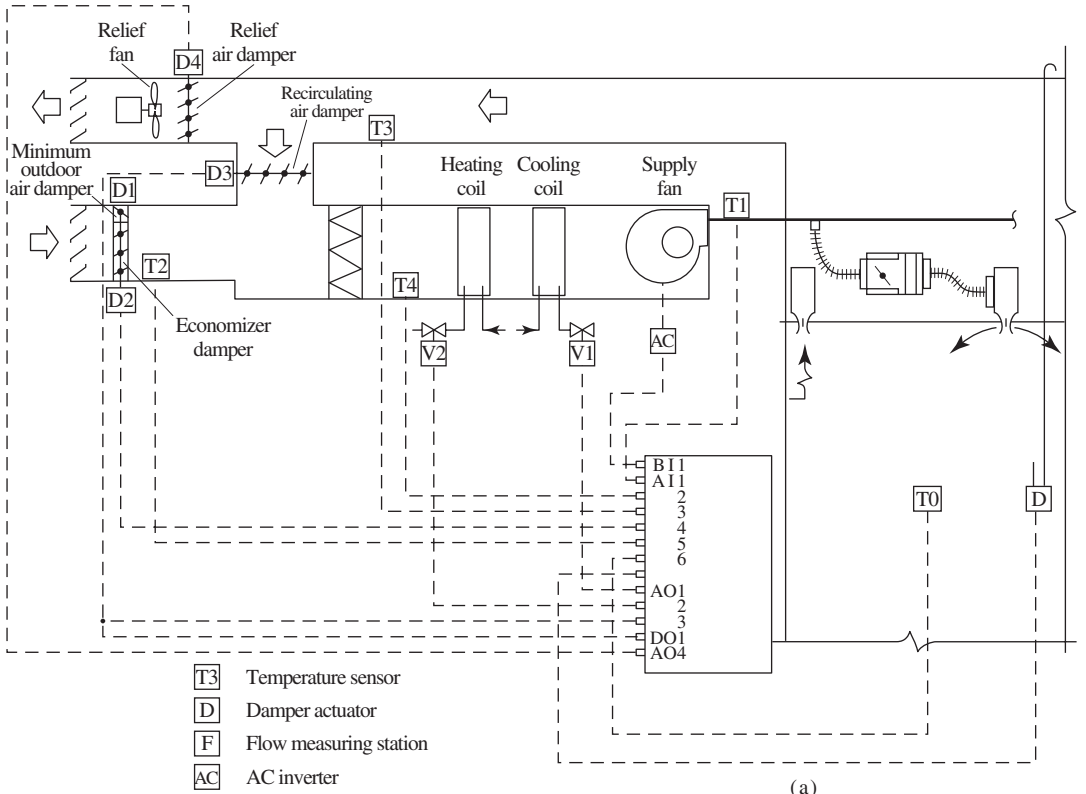 Relief
fan
D4
Relief
air damper
Recirculating
air damper
T3
Minimum
outdoor
air damper
D3
D1
Heating
coil
Cooling
coil
Supply
fan
T1
T2
D2
T4
Economizer
damper
V2
V1
AC
BI1
AI1
2
3
4
5
6
AO1
2
3
DO1
AO4
T0
D
T3 Temperature sensor
D Damper actuator
F Flow measuring station
AC AC inverter
(a)